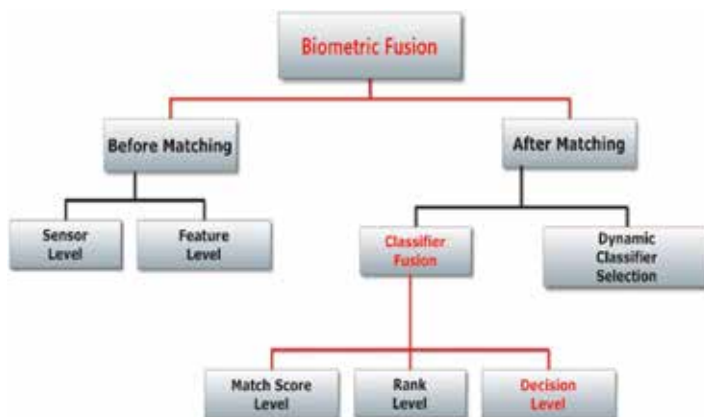 Biometric Fusion
Before Matching
After Matching
Sensor
Level
Feature
Level
Classifier
Fusion
Dynamic
Classifier
Selection
Match Score
Level
Rank
Level
Decision
Level